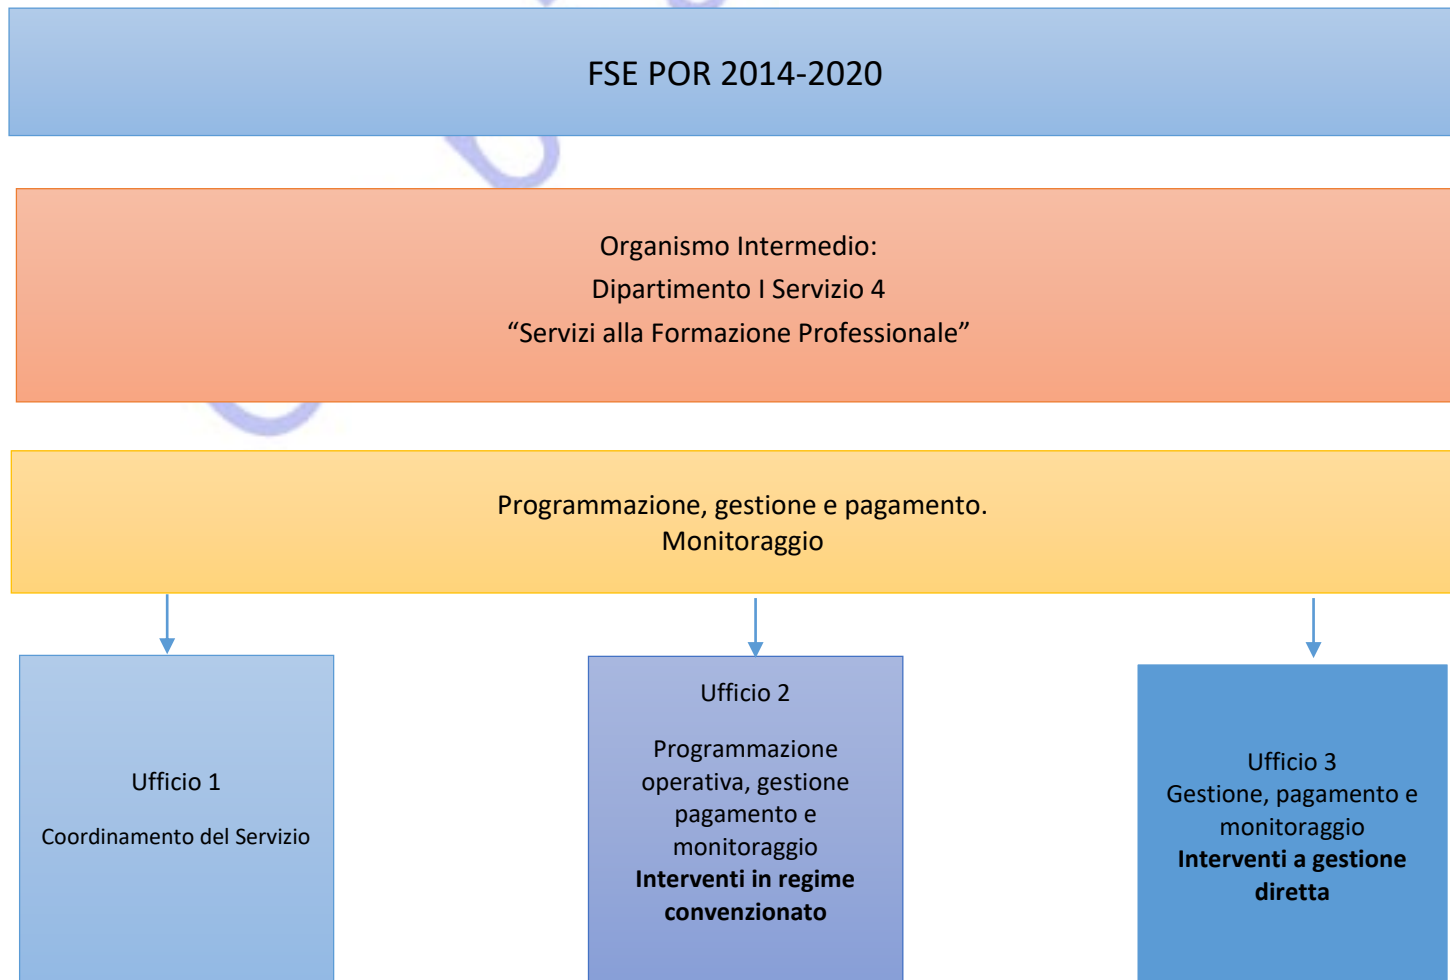 FSE POR 2014-2020
Organismo Intermedio:
Dipartimento I Servizio 4
“Servizi alla Formazione Professionale”
Programmazione, gestione e pagamento.
Monitoraggio
Ufficio 1
Coordinamento del Servizio
Ufficio 2
Programmazione
operativa, gestione
pagamento e
monitoraggio
Interventi in regime
convenzionato
Ufficio 3
Gestione, pagamento e
monitoraggio
Interventi a gestione
diretta